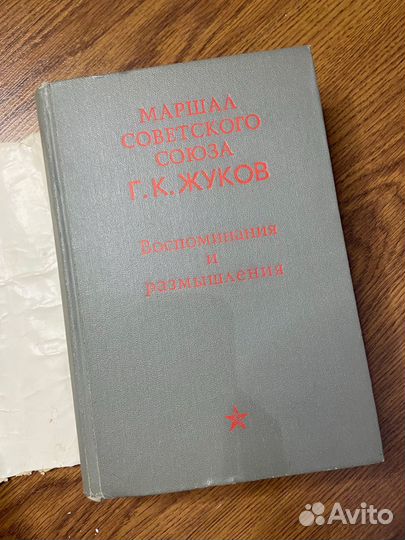 МАРШАЛ
СОВЕТСКОГО
СОЮЗА
Г. К. ЖУКОВ
Воспоминания
и
размышления
Avito